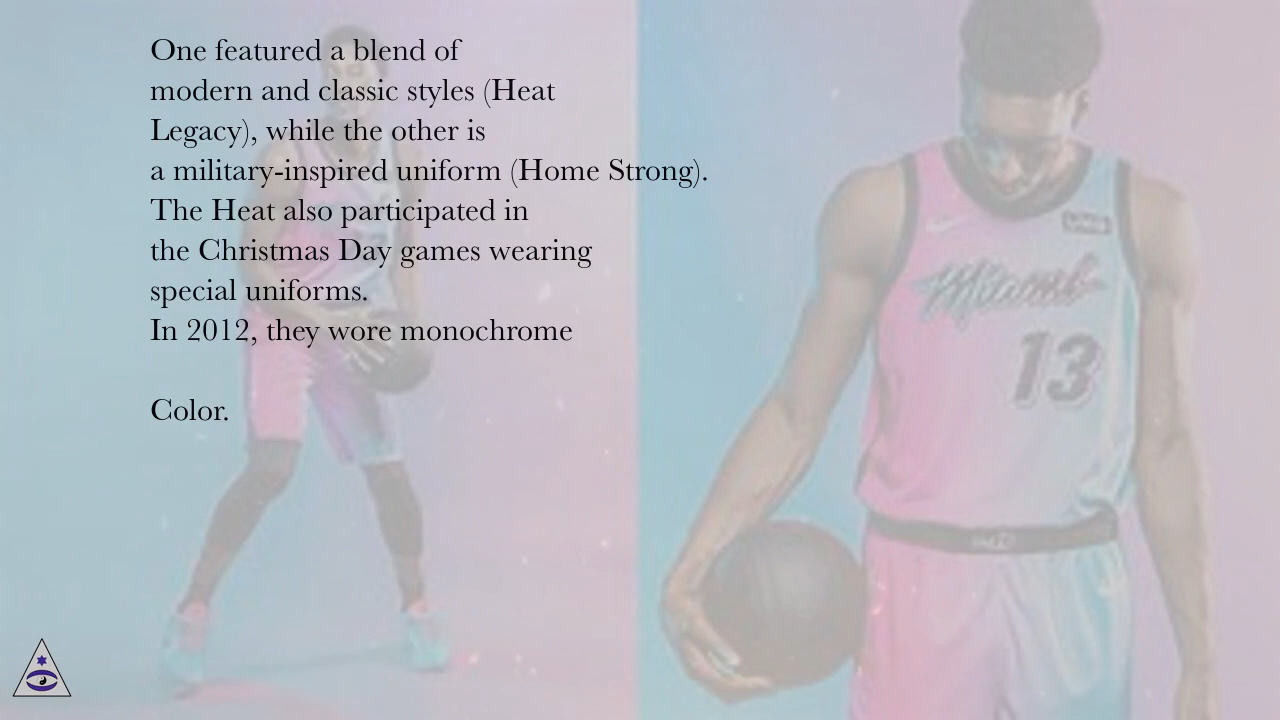 One featured a blend of
modern and classic styles (Heat
Legacy), while the other is
a military-inspired uniform (Home Strong).
The Heat also participated in
the Christmas Day games wearing
special uniforms.
In 2012, they wore monochrome
Color.
Miami
13